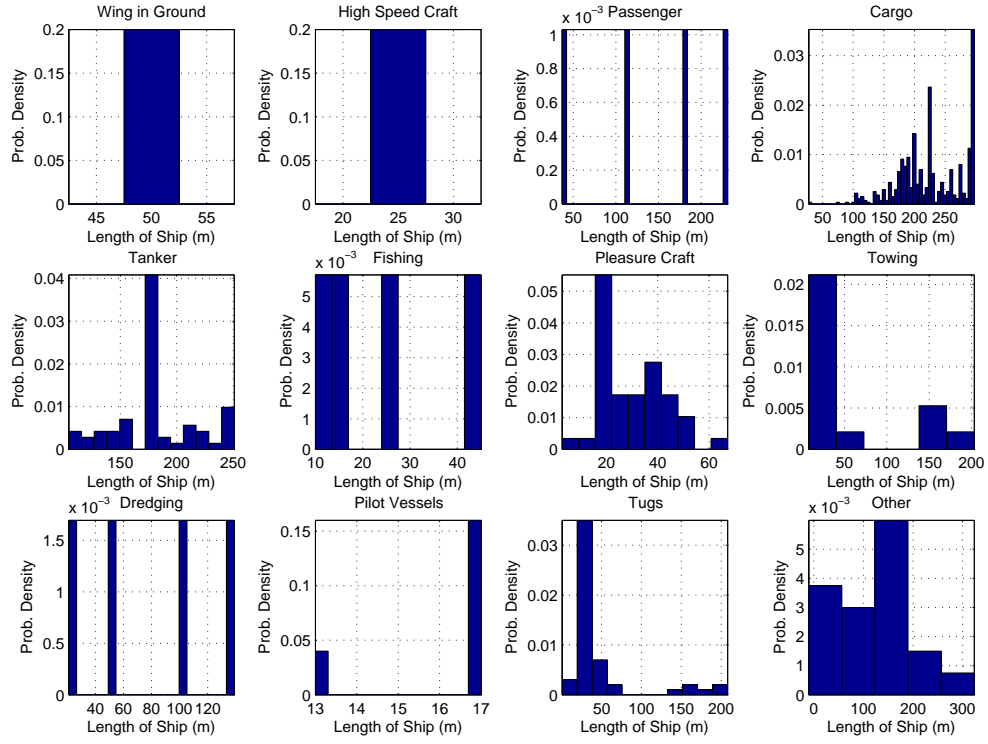 Wing in Ground
Prob. Density
0.2
0.15
0.1
0.05
0
45 50 55
Length of Ship (m)
High Speed Craft
Prob. Density
0.2
0.15
0.1
0.05
0
20 25 30
Length of Ship (m)
x 10^-3 Passenger
Prob. Density
1
0.8
0.6
0.4
0.2
0
50 100 150 200
Length of Ship (m)
Cargo
Prob. Density
0.03
0.02
0.01
0
50 100 150 200 250
Length of Ship (m)
Tanker
Prob. Density
0.04
0.03
0.02
0.01
0
150 200 250
Length of Ship (m)
x 10^-3 Fishing
Prob. Density
5
4
3
2
1
0
10 20 30 40
Length of Ship (m)
Pleasure Craft
Prob. Density
0.05
0.04
0.03
0.02
0.01
0
20 40 60
Length of Ship (m)
Towing
Prob. Density
0.02
0.015
0.01
0.005
0
50 100 150 200
Length of Ship (m)
x 10^-3 Dredging
Prob. Density
1.5
1
0.5
0
40 60 80 100 120
Length of Ship (m)
Pilot Vessels
Prob. Density
0.15
0.1
0.05
0
13 14 15 16 17
Length of Ship (m)
Tugs
Prob. Density
0.03
0.02
0.01
0
50 100 150 200
Length of Ship (m)
x 10^-3 Other
Prob. Density
5
4
3
2
1
0
0 100 200 300
Length of Ship (m)